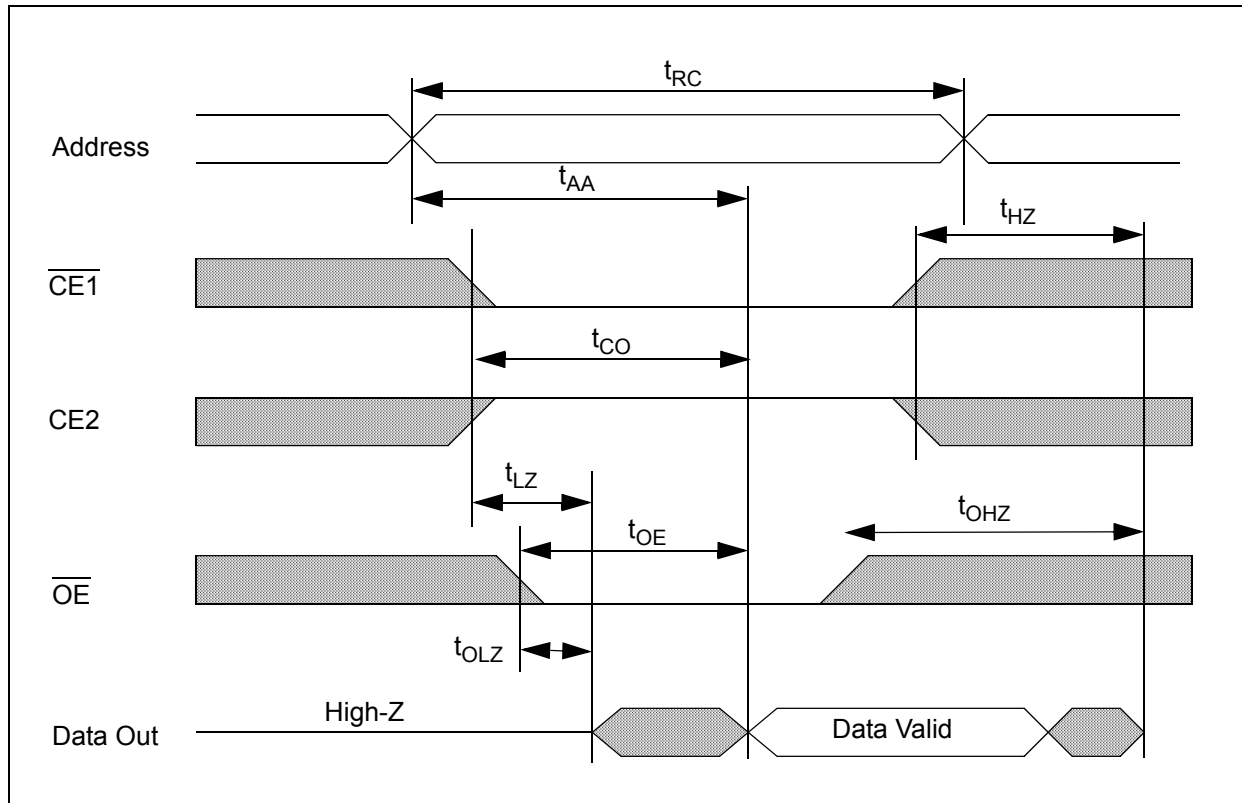 tRC
Address
tAA
tHZ
CE1
tCO
CE2
tLZ
tOE
tOHZ
OE
tOLZ
High-Z
Data Out
Data Valid